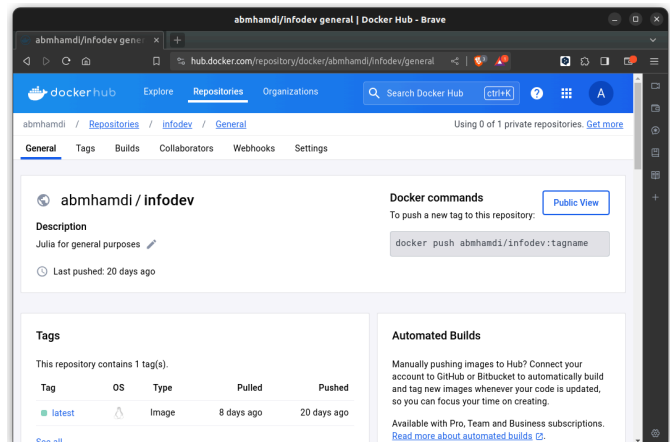 abmhamdi/infodev general | Docker Hub - Brave
abmhamdi/infodev gener
hub.docker.com/repository/docker/abmhamdi/infodev/general
dockerhub Explore Repositories Organizations Search Docker Hub ctrl+K ? A
abmhamdi / Repositories / infodev / General Using 0 of 1 private repositories. Get more
General Tags Builds Collaborators Webhooks Settings
abmhamdi / infodev
Description
Julia for general purposes
Last pushed: 20 days ago
Docker commands
To push a new tag to this repository:
Public View
docker push abmhamdi/infodev:tagname
Tags
This repository contains 1 tag(s).
Tag OS Type Pulled Pushed
latest Image 8 days ago 20 days ago
See all
Automated Builds
Manually pushing images to Hub? Connect your
account to GitHub or Bitbucket to automatically build
and tag new images whenever your code is updated,
so you can focus your time on creating.
Available with Pro, Team and Business subscriptions.
Read more about automated builds